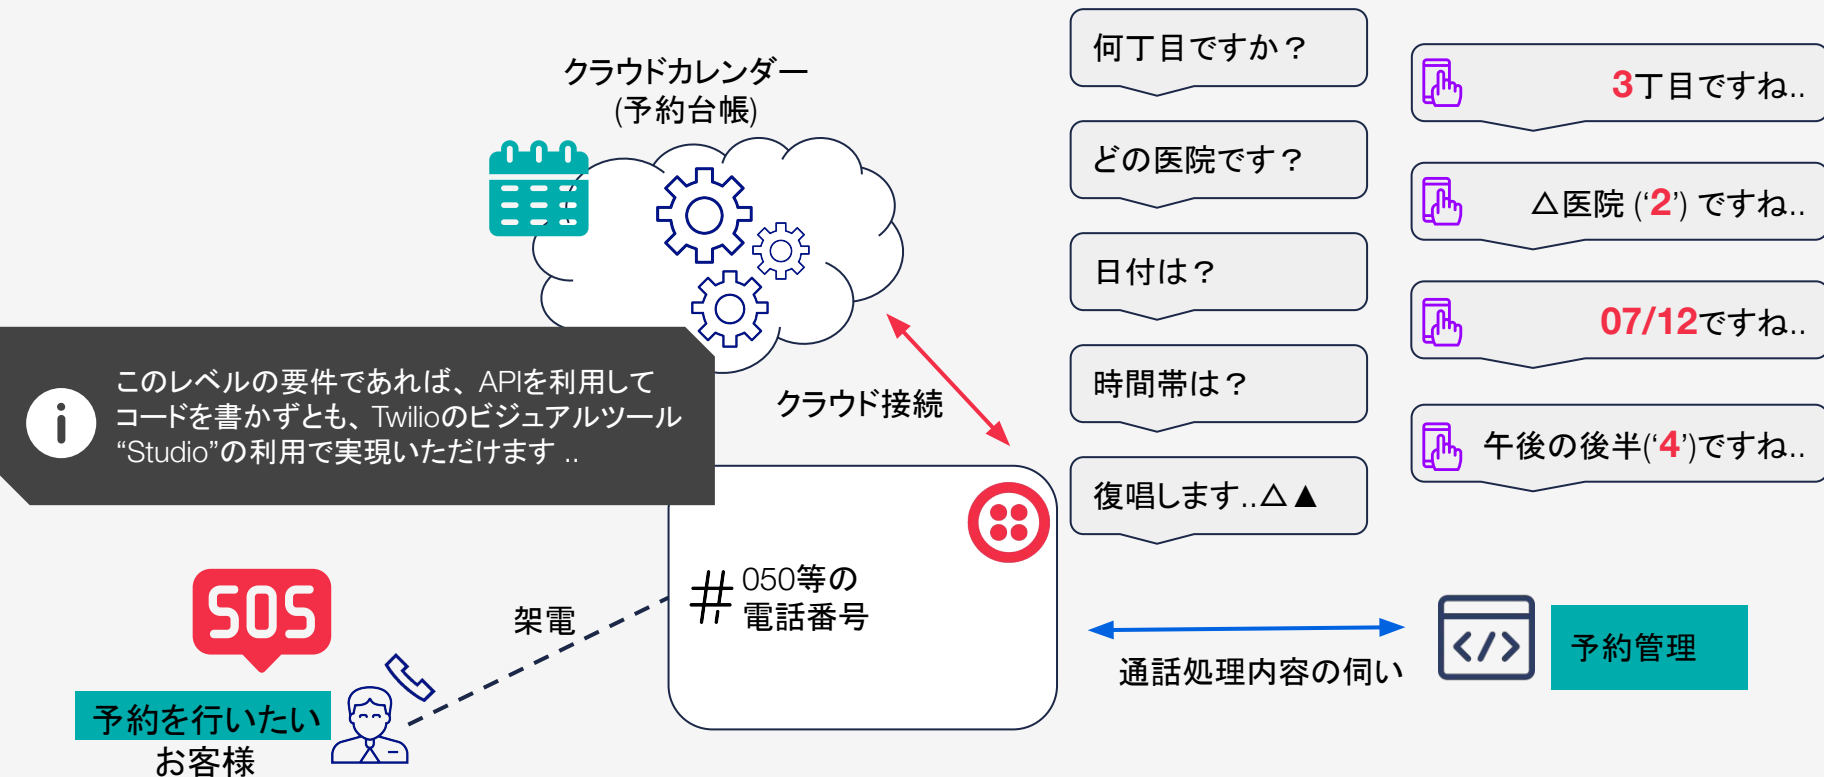 クラウドカレンダー
(予約台帳)
何丁目ですか？
3丁目ですね..
どの医院です？
△医院 (‘2’) ですね..
日付は？
07/12ですね..
時間帯は？
午後の後半(‘4’)ですね..
復唱します..△▲
このレベルの要件であれば、APIを利用して
コードを書かずとも、Twilioのビジュアルツール
“Studio”の利用で実現いただけます ..
クラウド接続
SOS
架電
予約を行いたい
お客様
#050等の
電話番号
通話処理内容の伺い
</>
予約管理